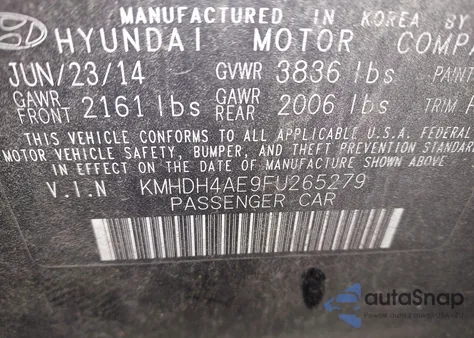 MANUFACTURED IN KOREA BY
HYUNDAI MOTOR COMP
JUN/23/14 GVWR 3836 lbs PAINT
GAWR FRONT 2161 lbs GAWR REAR 2006 lbs TRIM
THIS VEHICLE CONFORMS TO ALL APPLICABLE U.S.A. FEDERAL
MOTOR VEHICLE SAFETY, BUMPER, AND THEFT PREVENTION STANDARD
IN EFFECT ON THE DATE OF MANUFACTURE SHOWN ABOVE
V.I.N KMHDH4AE9FU265279
PASSENGER CAR
autoSnap